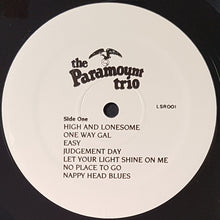 the
Paramount
trio
LSR001
Side One
HIGH AND LONESOME
ONE WAY GAL
EASY
JUDGEMENT DAY
LET YOUR LIGHT SHINE ON ME
NO PLACE TO GO
NAPPY HEAD BLUES